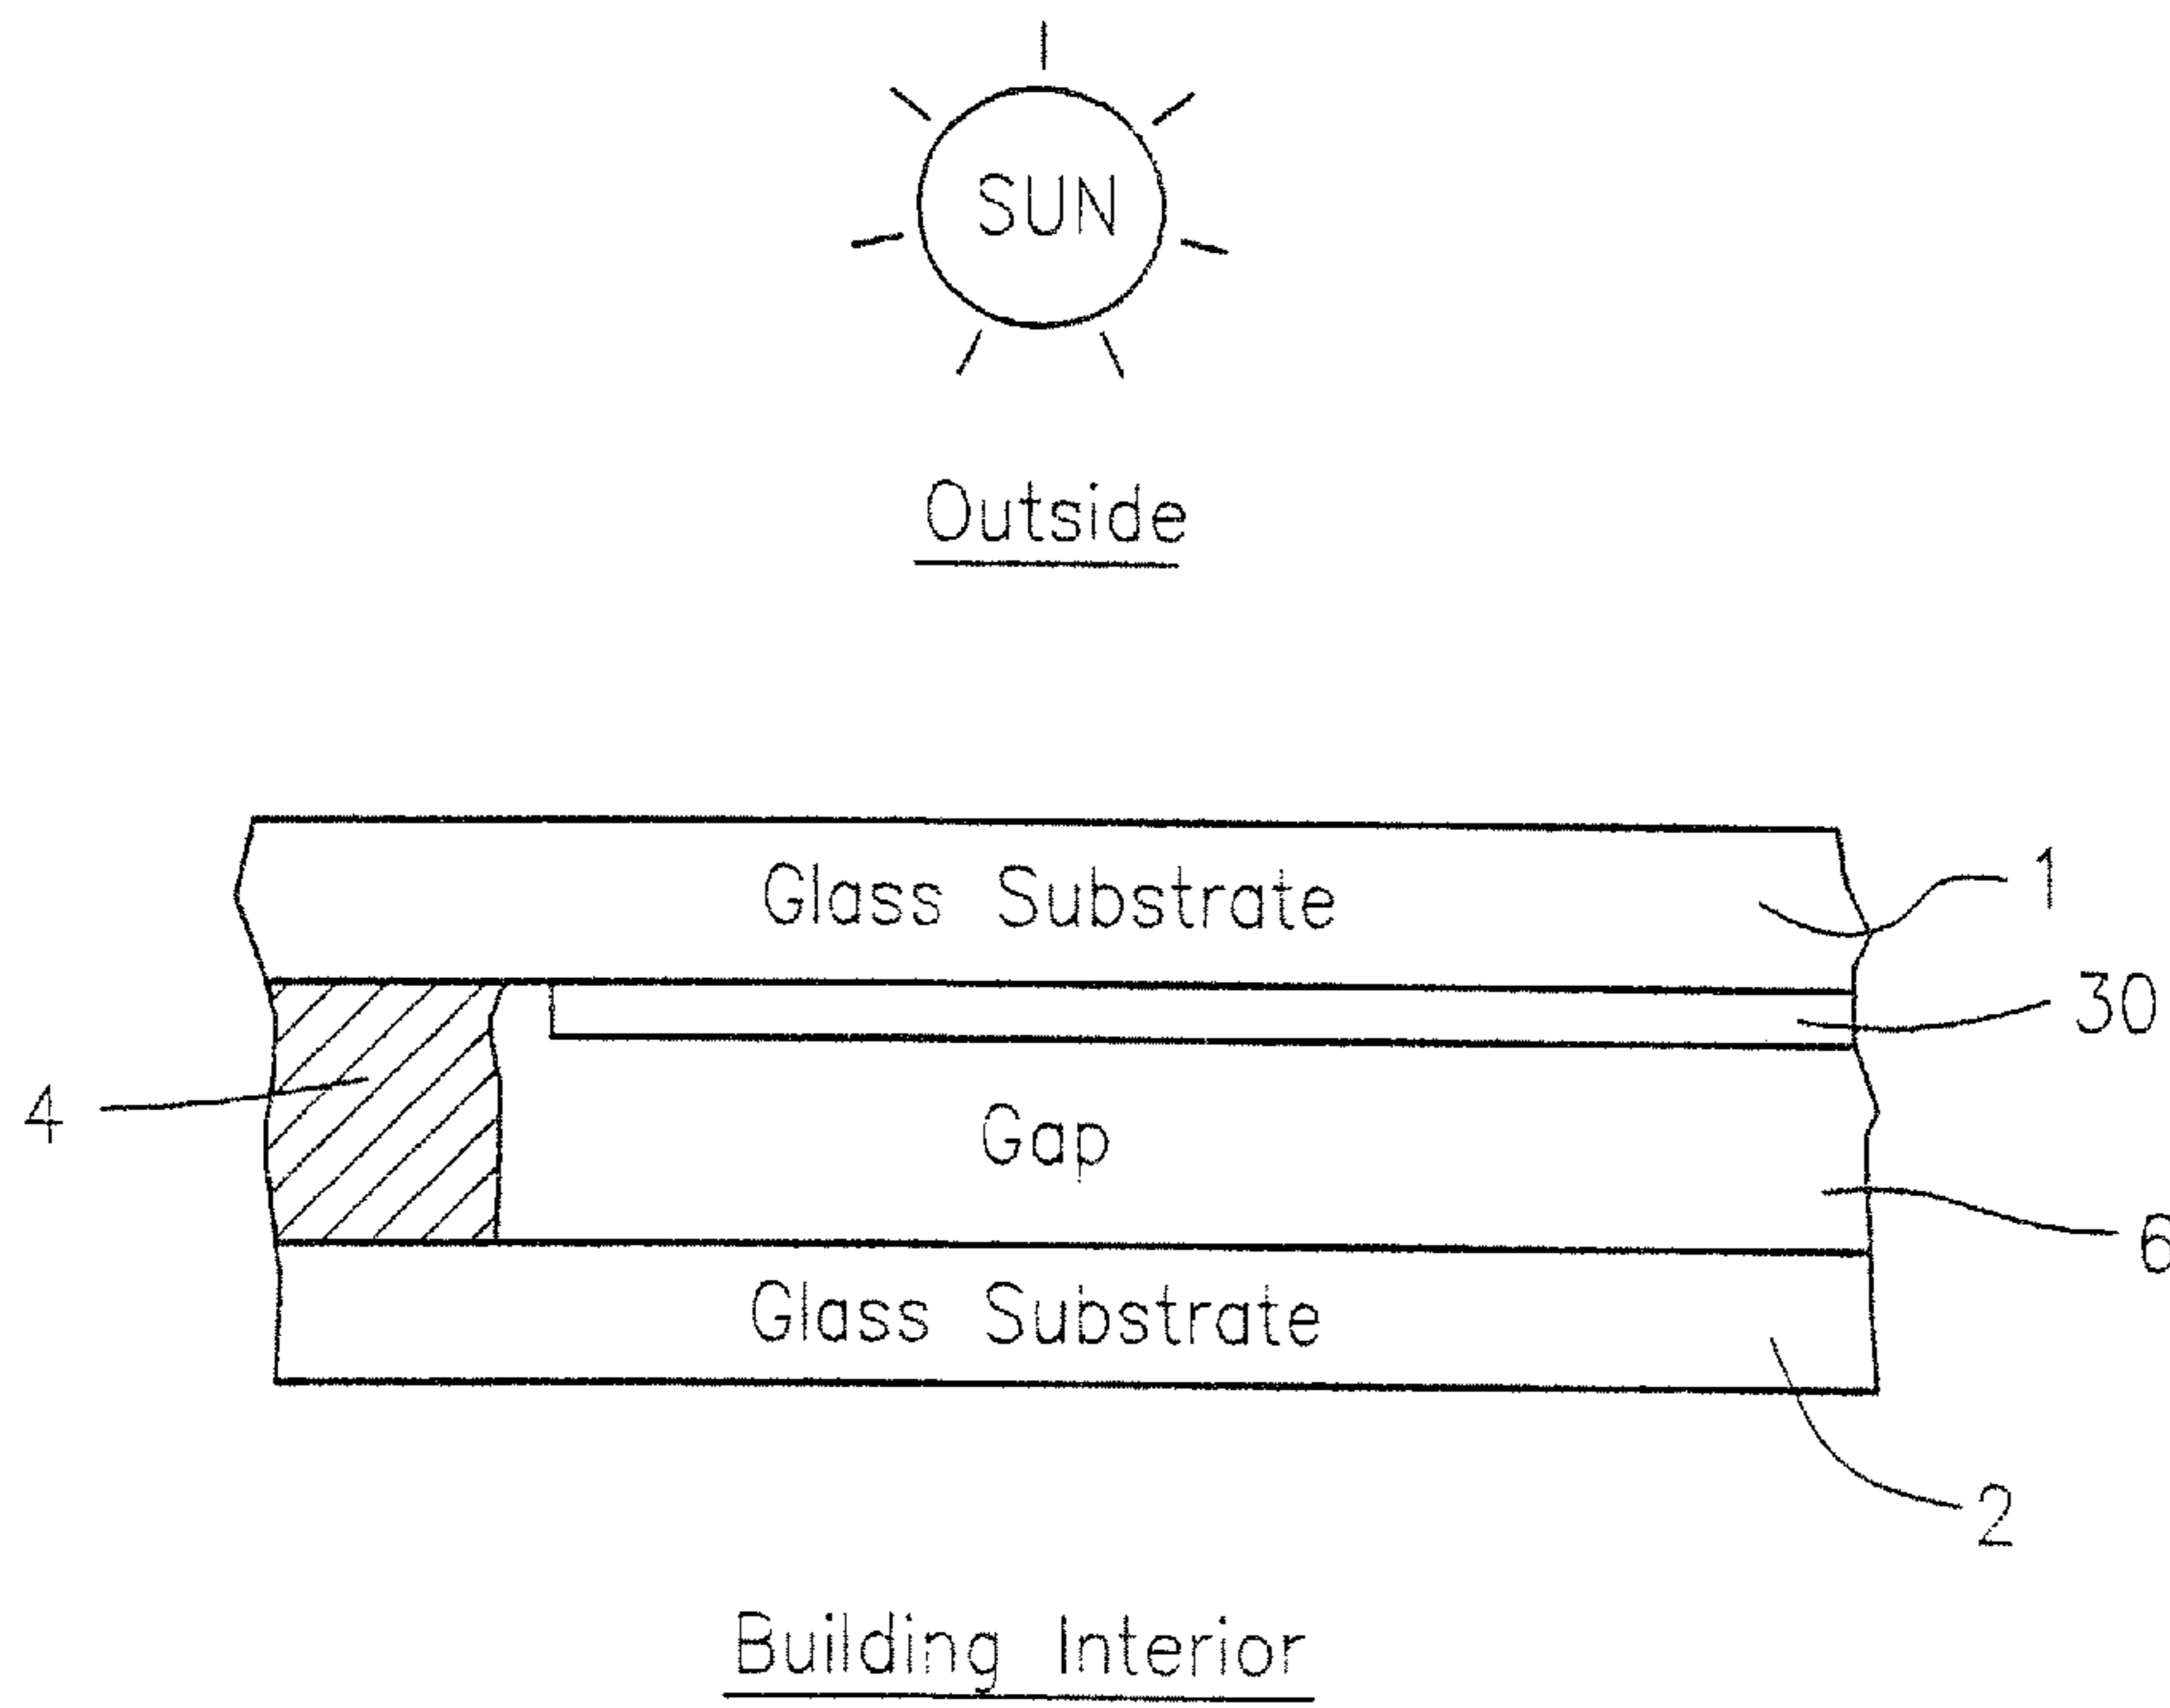 SUN
Outside
Glass Substrate
1
30
4
Gap
6
Glass Substrate
2
Building Interior